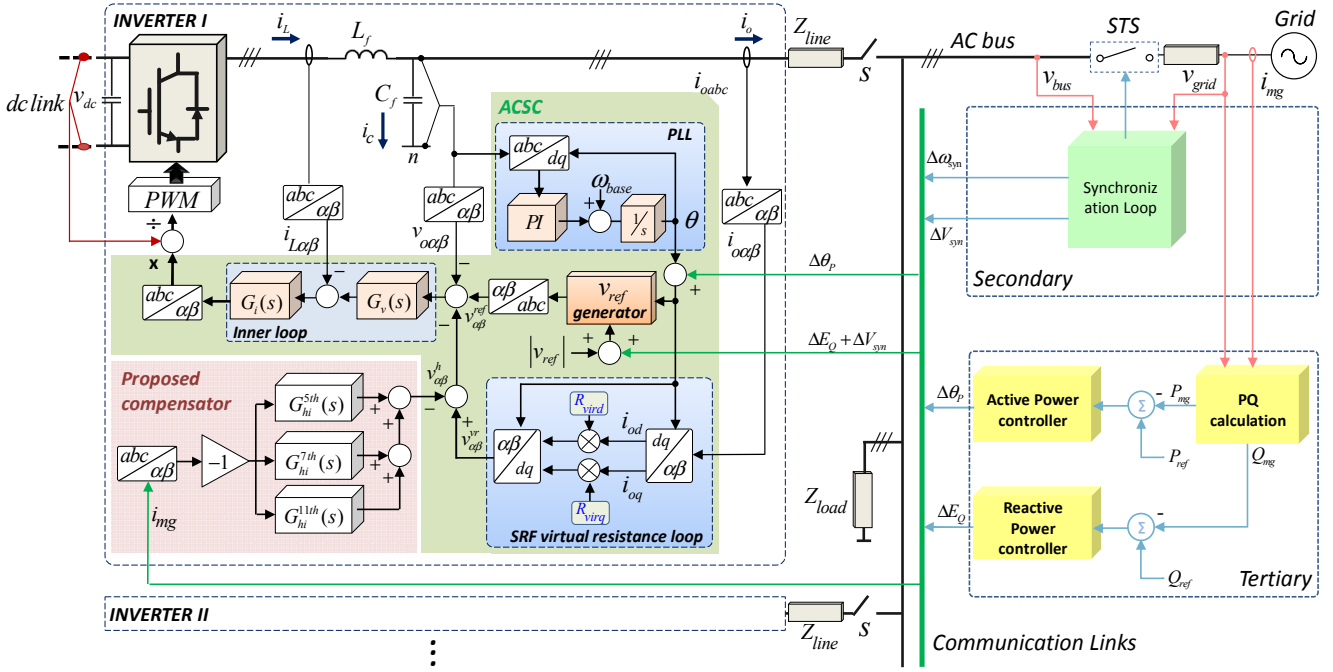 INVERTER I
i_L
L_f
i_o
Z_line
S
AC bus
STS
Grid
dc link
v_dc
C_f
i_c
n
i_oabc
v_bus
v_grid
i_mg
ACSC
PLL
abc
dq
ω_base
+
PI
1/s
θ
PWM
÷
x
abc
αβ
abc
αβ
abc
αβ
i_Lαβ
v_oαβ
i_oαβ
Δω_syn
ΔV_syn
Synchroniz
ation Loop
Secondary
Δθ_P
+
−
−
abc
αβ
G_i(s)
G_v(s)
Inner loop
v_αβ^ref
αβ
abc
v_ref
generator
|v_ref|
+
+
ΔE_Q + ΔV_syn
−
Proposed
compensator
v_αβ^h
−
+
v_αβ^vr
G_hi^5th(s)
G_hi^7th(s)
G_hi^11th(s)
+
+
+
+
abc
αβ
−1
i_mg
αβ
dq
R_vird
i_od
i_oq
R_virq
dq
αβ
SRF virtual resistance loop
Z_load
Δθ_P
Active Power
controller
Σ
-
P_mg
P_ref
PQ
calculation
Q_mg
ΔE_Q
Reactive
Power
controller
Σ
-
Q_ref
Tertiary
INVERTER II
Z_line
S
Communication Links